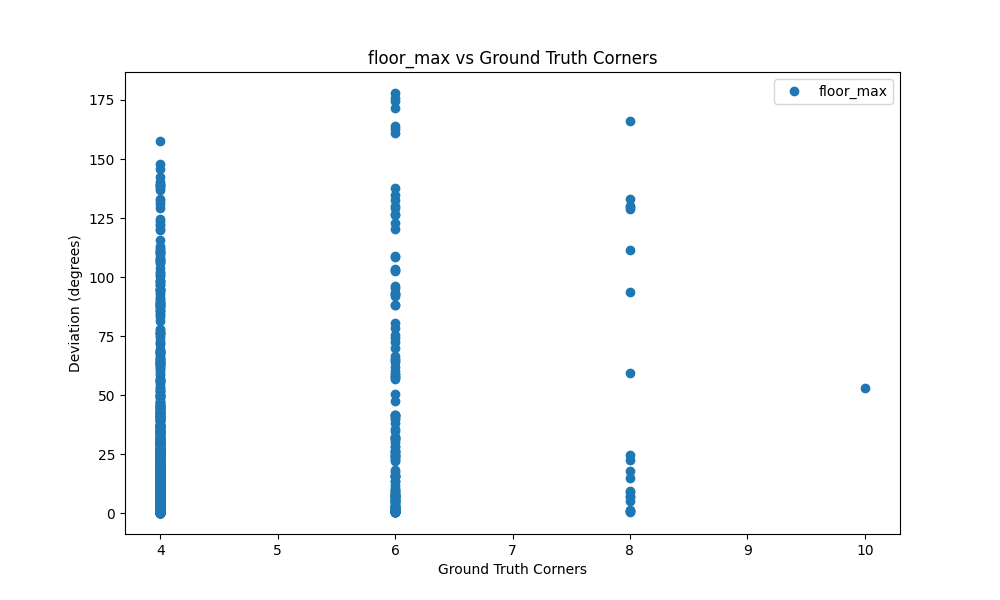 floor_max vs Ground Truth Corners
floor_max
175
150
125
100
75
50
25
0
Deviation (degrees)
4 5 6 7 8 9 10
Ground Truth Corners